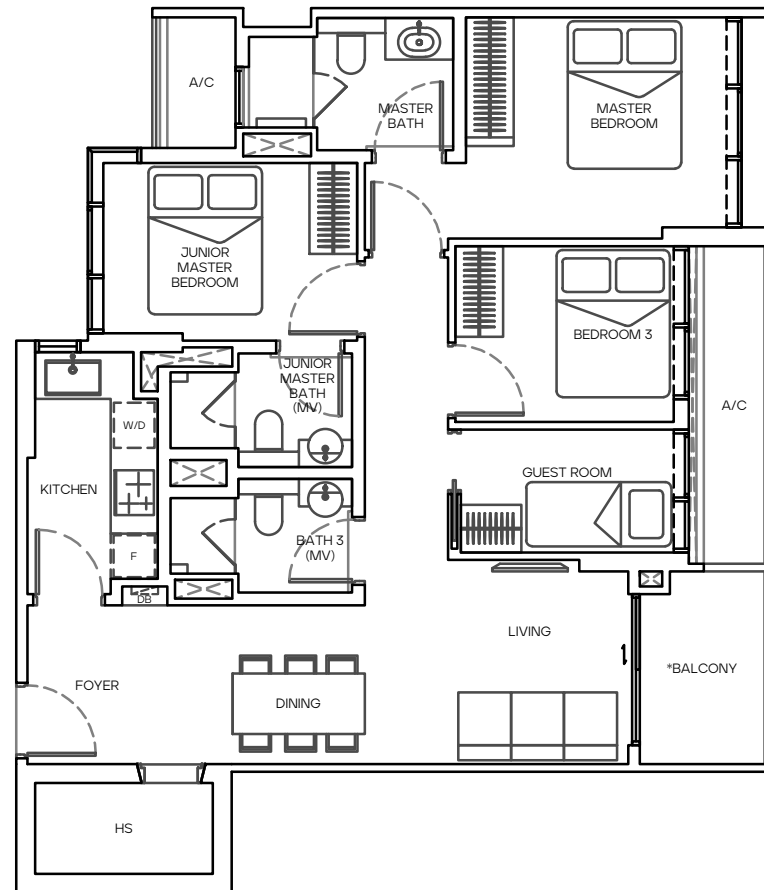 A/C
MASTER
BATH
MASTER
BEDROOM
JUNIOR
MASTER
BEDROOM
BEDROOM 3
JUNIOR
MASTER
BATH
(MV)
A/C
W/D
KITCHEN
GUEST ROOM
BATH 3
(MV)
F
DB
LIVING
*BALCONY
FOYER
DINING
HS